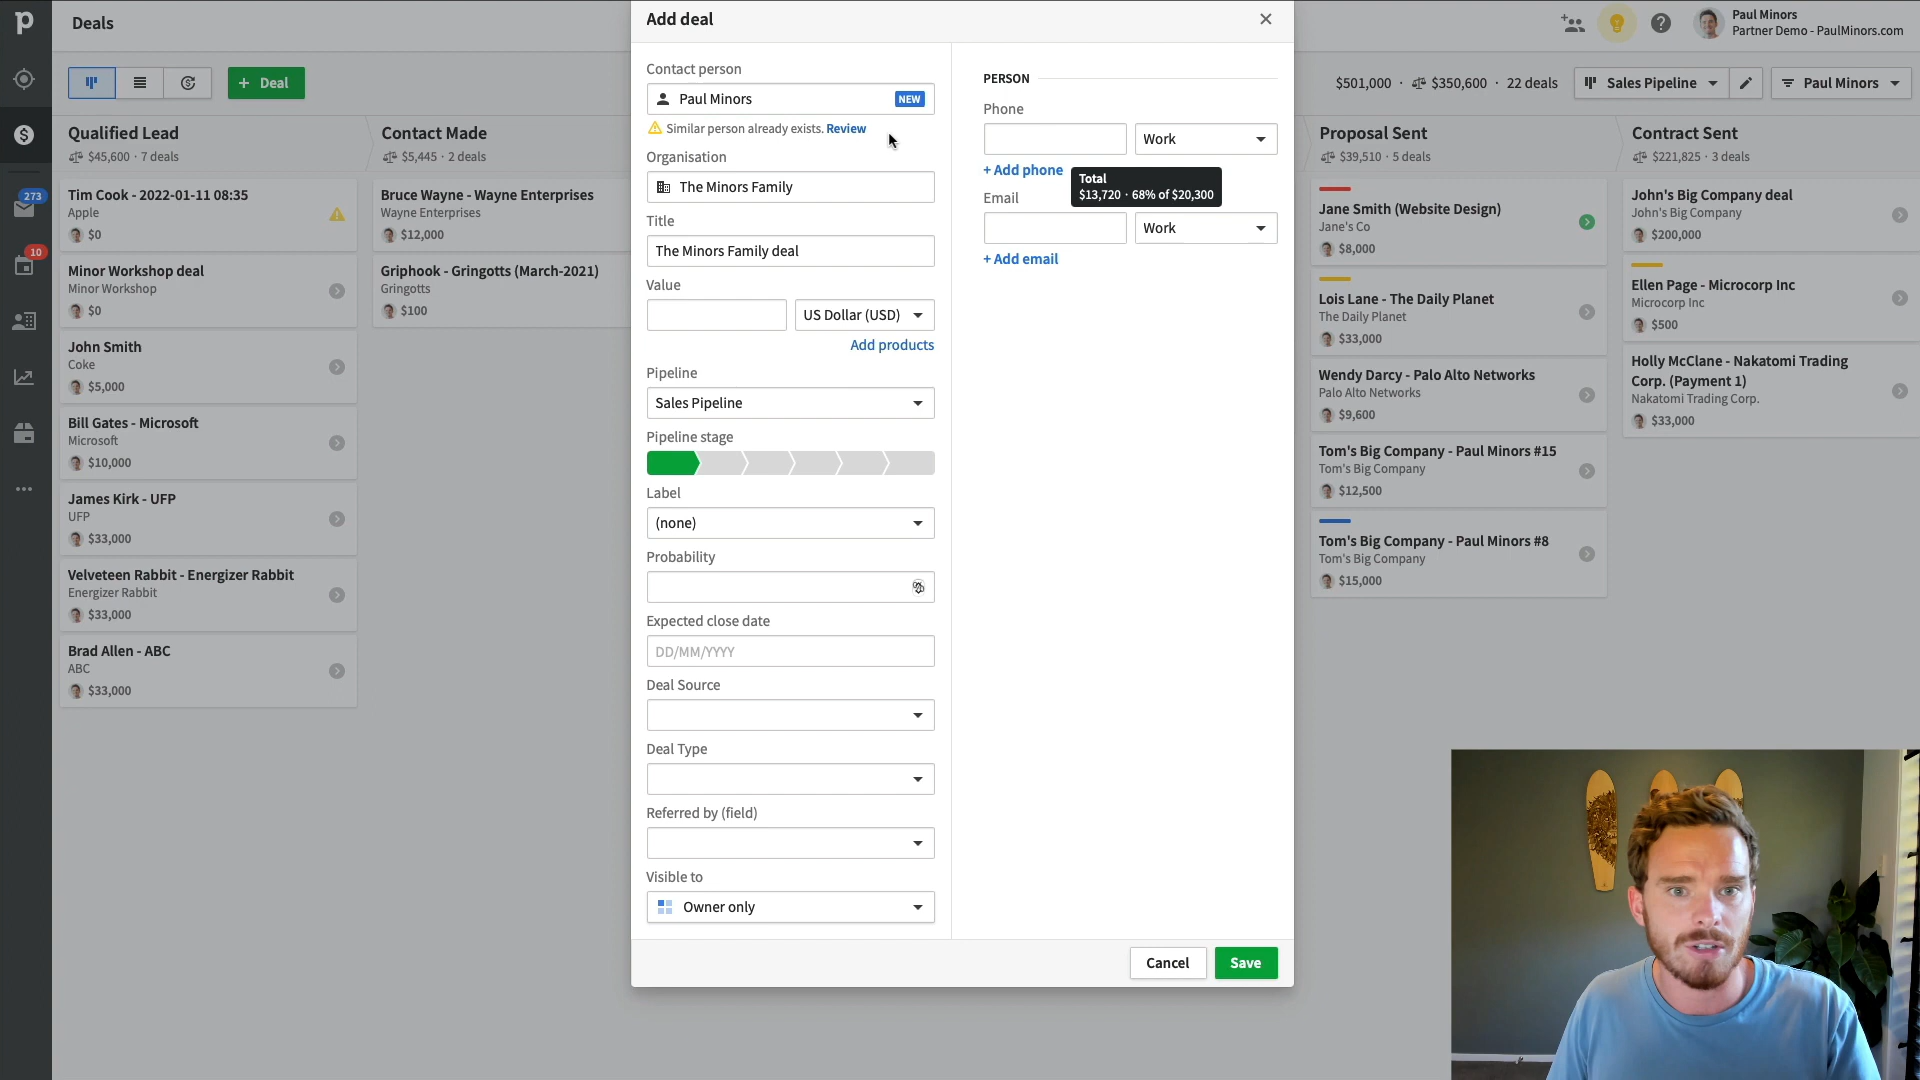 p
Deals
Paul Minors
Partner Demo - PaulMinors.com
+ Deal
$501,000 · $350,600 · 22 deals
Sales Pipeline
Paul Minors
273
10
Qualified Lead
$45,600 · 7 deals
Tim Cook - 2022-01-11 08:35
Apple
$0
Minor Workshop deal
Minor Workshop
$0
John Smith
Coke
$5,000
Bill Gates - Microsoft
Microsoft
$10,000
James Kirk - UFP
UFP
$33,000
Velveteen Rabbit - Energizer Rabbit
Energizer Rabbit
$33,000
Brad Allen - ABC
ABC
$33,000
Contact Made
$5,445 · 2 deals
Bruce Wayne - Wayne Enterprises
Wayne Enterprises
$12,000
Griphook - Gringotts (March-2021)
Gringotts
$100
Add deal
Contact person
Paul Minors
NEW
Similar person already exists. Review
Organisation
The Minors Family
Title
The Minors Family deal
Value
US Dollar (USD)
Add products
Pipeline
Sales Pipeline
Pipeline stage
Label
(none)
Probability
%
Expected close date
DD/MM/YYYY
Deal Source
Deal Type
Referred by (field)
Visible to
Owner only
PERSON
Phone
Work
+ Add phone
Total
$13,720 · 68% of $20,300
Email
Work
+ Add email
Cancel
Save
Proposal Sent
$39,510 · 5 deals
Jane Smith (Website Design)
Jane's Co
$8,000
Lois Lane - The Daily Planet
The Daily Planet
$33,000
Wendy Darcy - Palo Alto Networks
Palo Alto Networks
$9,600
Tom's Big Company - Paul Minors #15
Tom's Big Company
$12,500
Tom's Big Company - Paul Minors #8
Tom's Big Company
$15,000
Contract Sent
$221,825 · 3 deals
John's Big Company deal
John's Big Company
$200,000
Ellen Page - Microcorp Inc
Microcorp Inc
$500
Holly McClane - Nakatomi Trading
Corp. (Payment 1)
Nakatomi Trading Corp.
$33,000